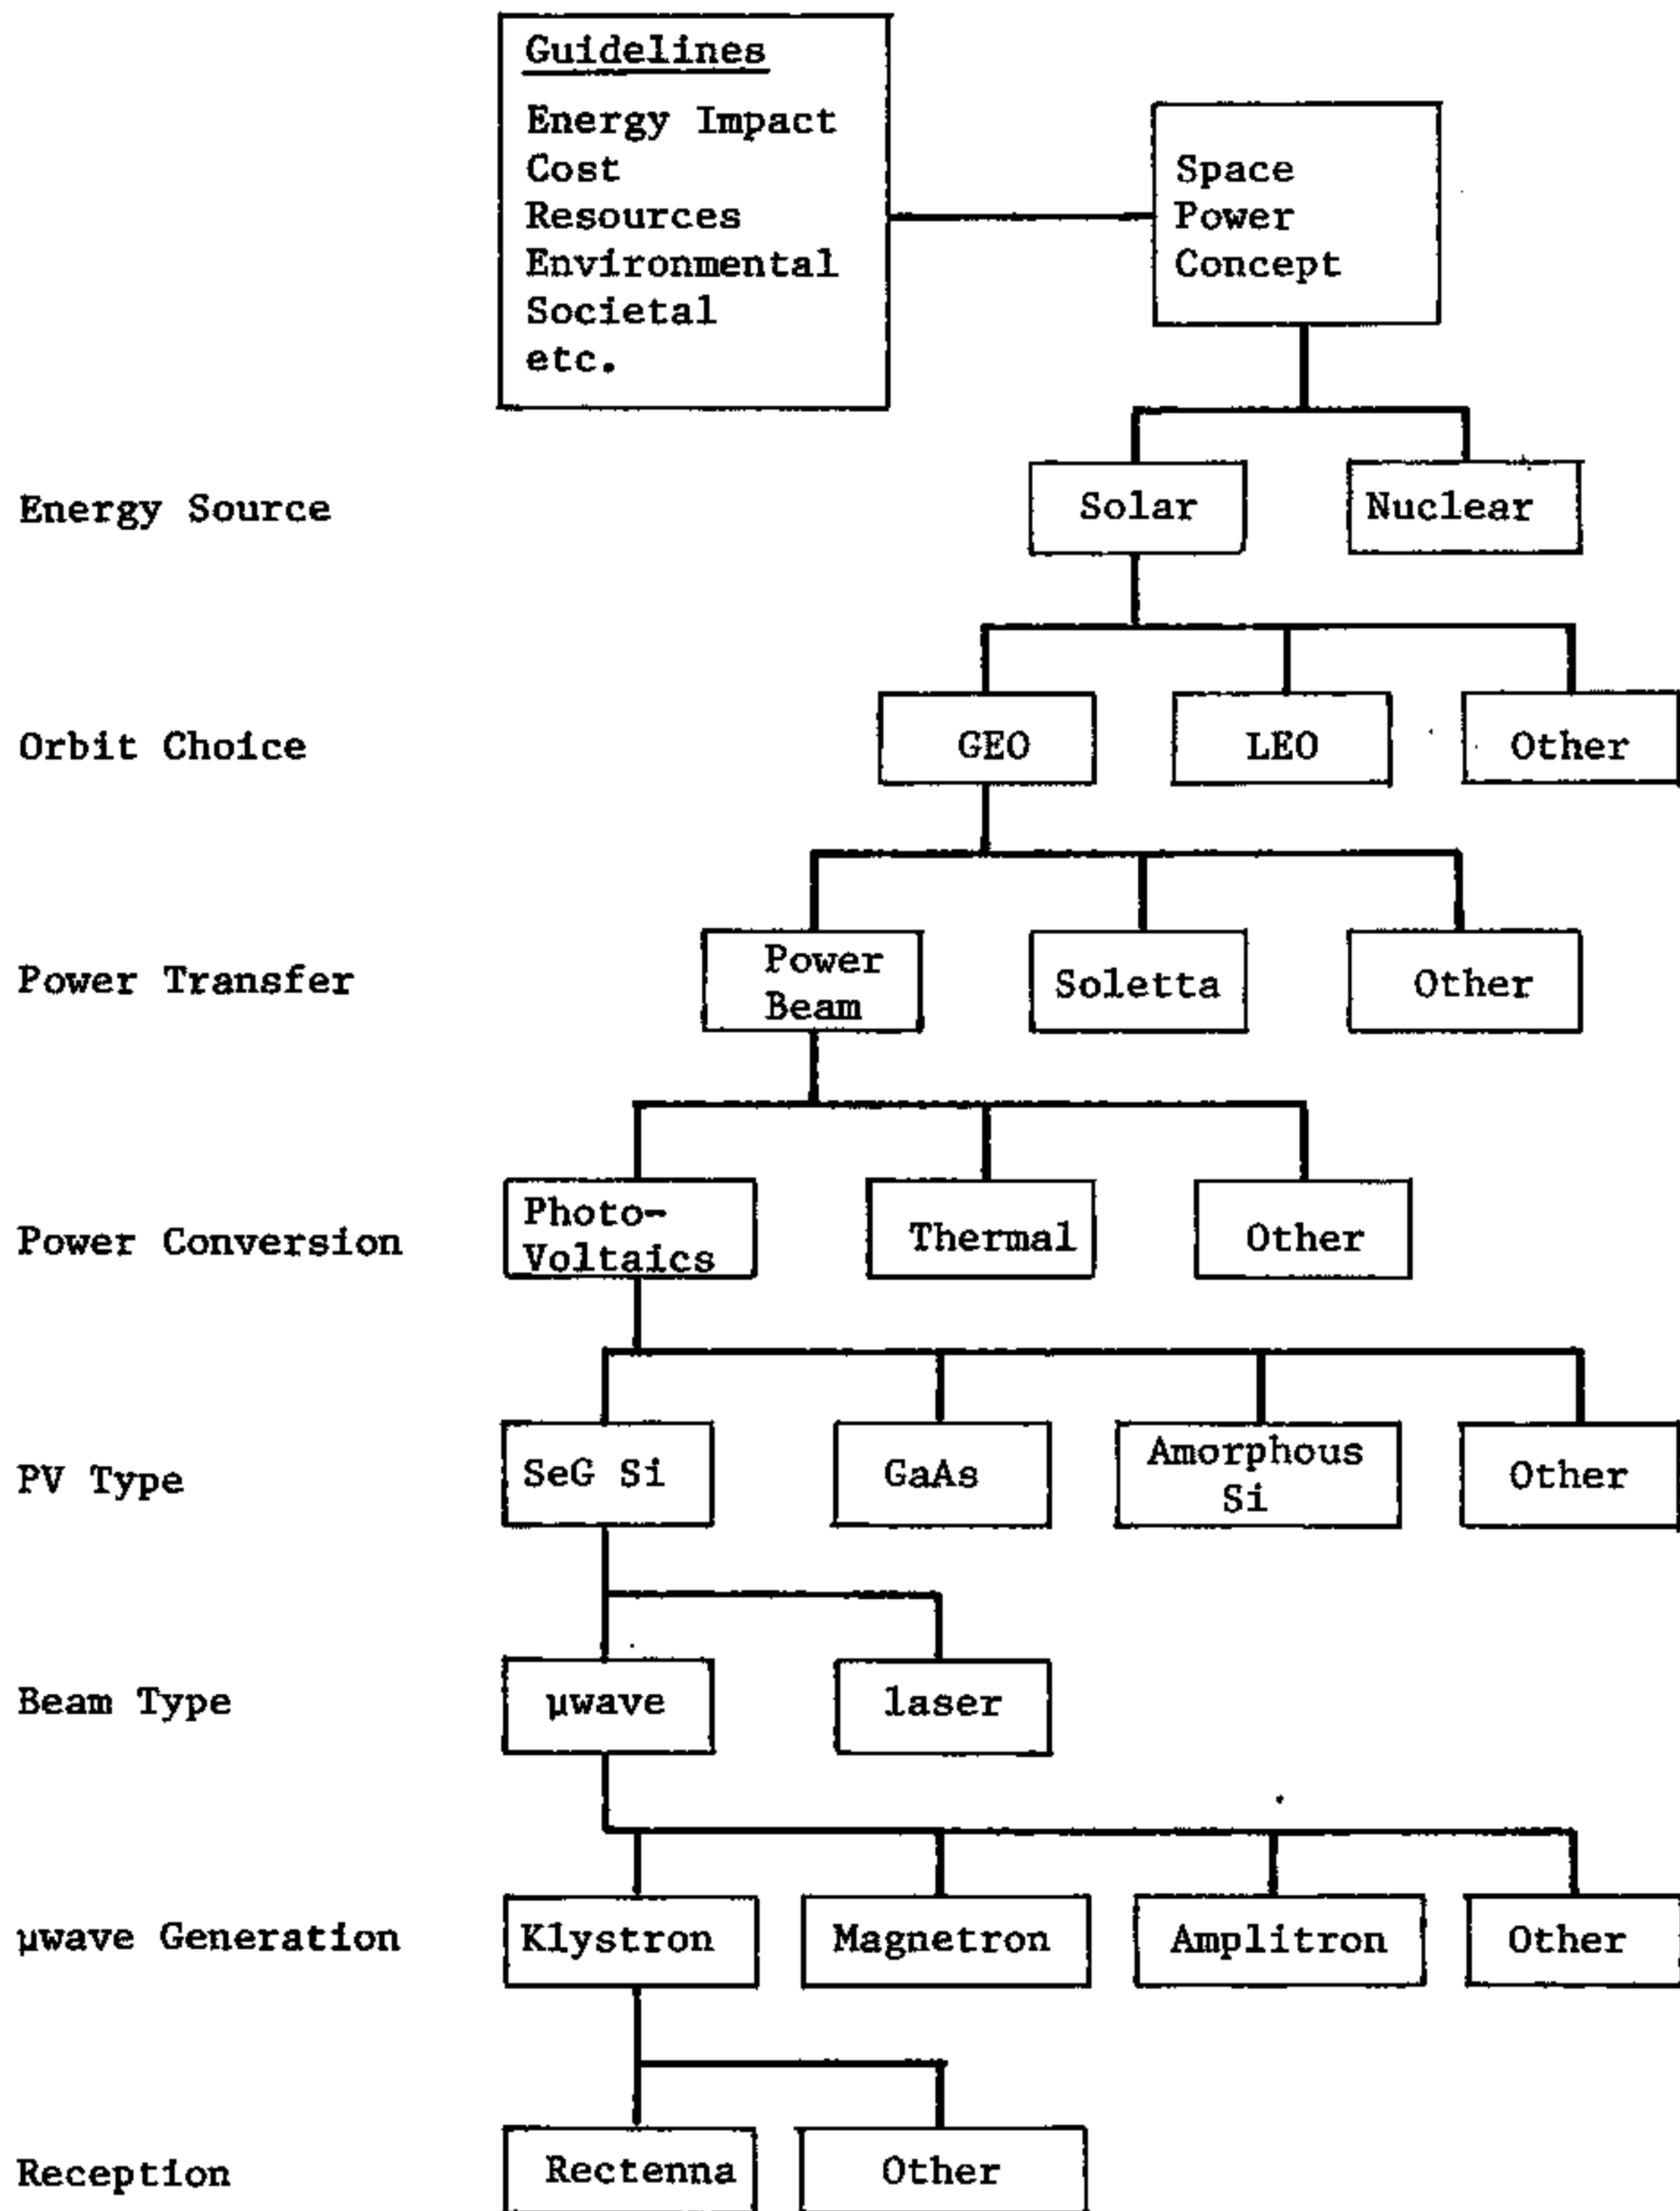 Guidelines
Energy Impact
Cost
Resources
Environmental
Societal
etc.
Space
Power
Concept
Energy Source
Solar
Nuclear
Orbit Choice
GEO
LEO
Other
Power Transfer
Power
Beam
Soletta
Other
Power Conversion
Photo-
Voltaics
Thermal
Other
PV Type
SeG Si
GaAs
Amorphous
Si
Other
Beam Type
μwave
laser
μwave Generation
Klystron
Magnetron
Amplitron
Other
Reception
Rectenna
Other